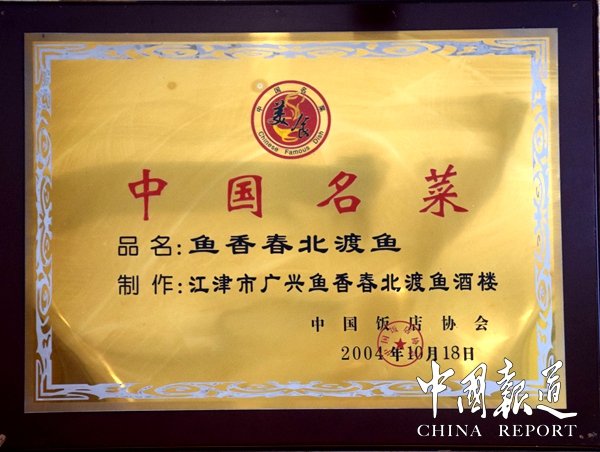 中国名菜
美食
Chinese Famous Dish
中国名菜
品名:鱼香春北渡鱼
制作:江津市广兴鱼香春北渡鱼酒楼
中国饭店协会
2004年10月18日
中國報道
CHINA REPORT